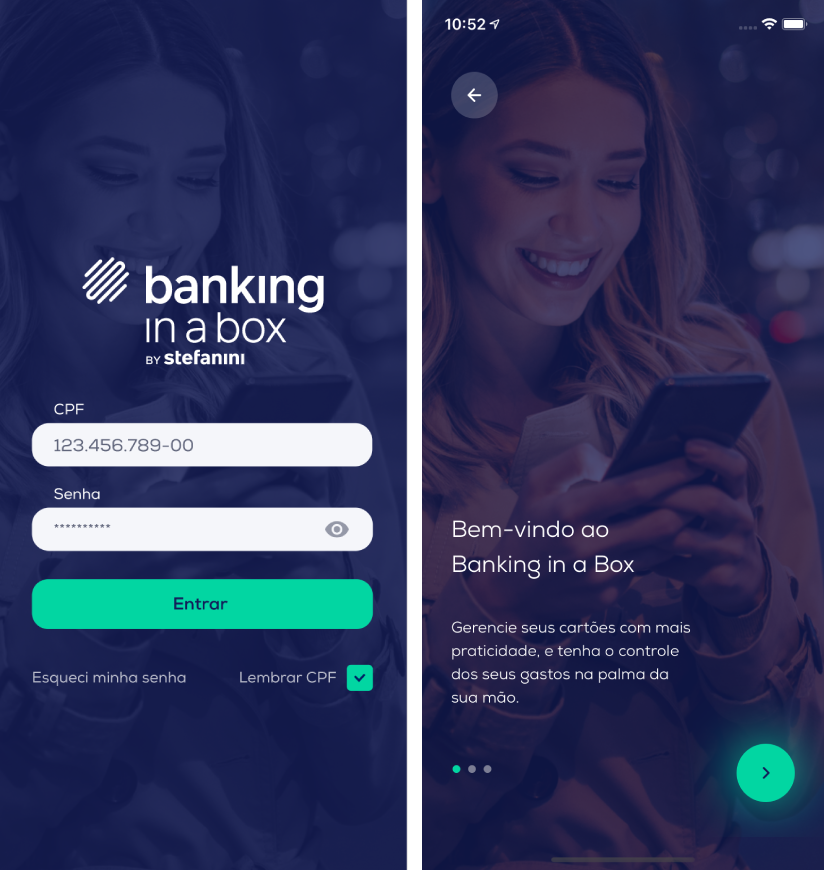 banking
in a box
BY stefanini
CPF
123.456.789-00
Senha
**********
Entrar
Esqueci minha senha
Lembrar CPF
10:52
Bem-vindo ao
Banking in a Box
Gerencie seus cartões com mais
praticidade, e tenha o controle
dos seus gastos na palma da
sua mão.